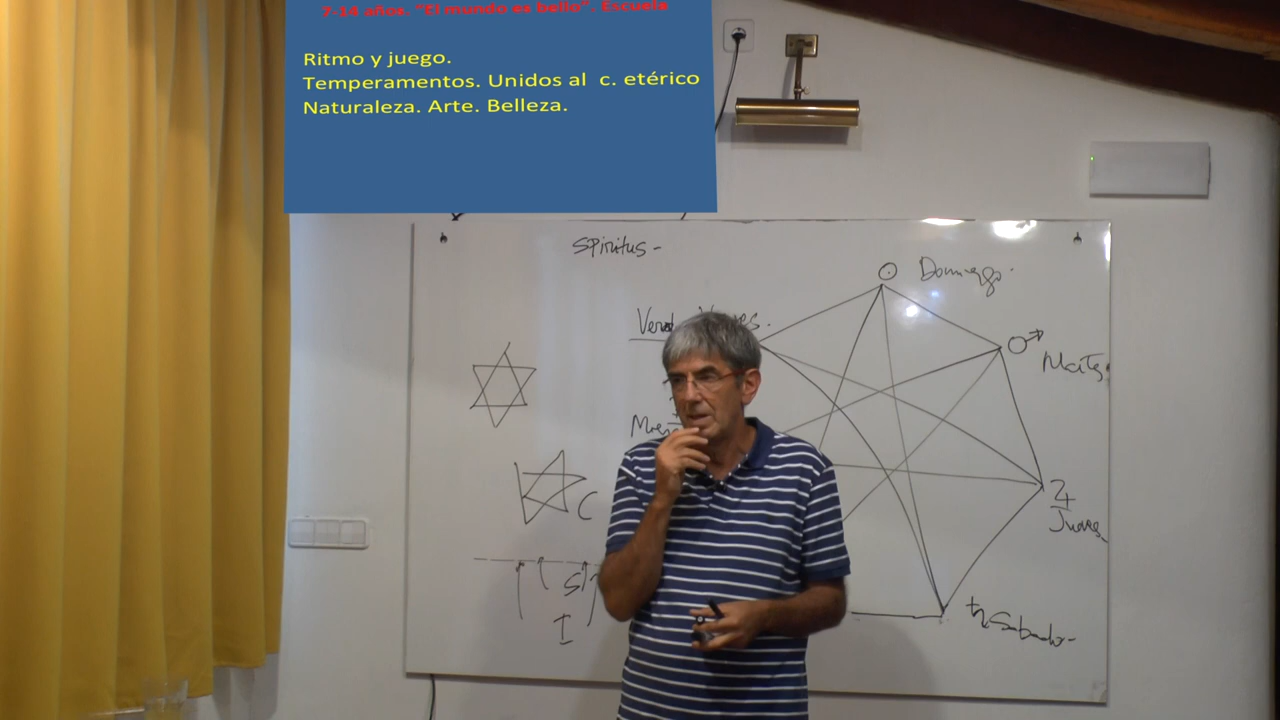 7-14 años. "El mundo es bello". Escuela
Ritmo y juego.
Temperamentos. Unidos al c. etérico
Naturaleza. Arte. Belleza.
Spiritus-
Domingo
Jueves
Sabado
C
S
I